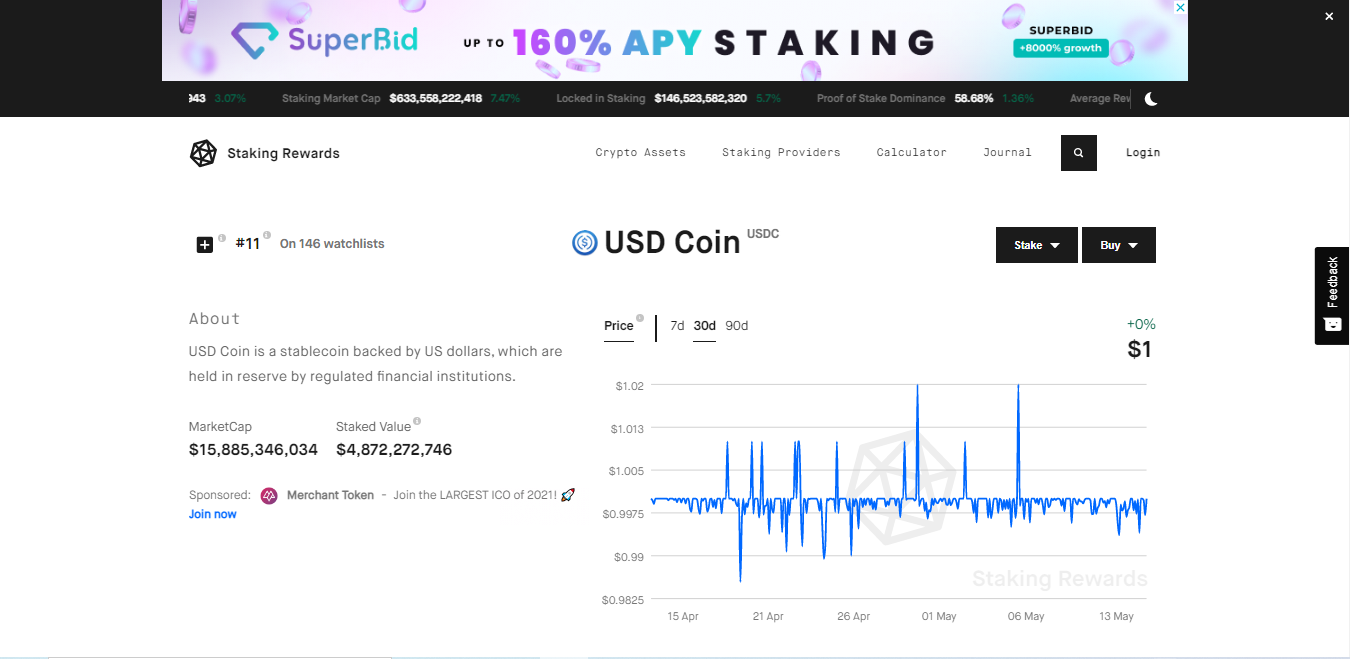 SuperBid UP TO 160% APY STAKING SUPERBID
+8000% growth
943 3.07% Staking Market Cap $633,558,222,418 7.47% Locked in Staking $146,523,582,320 5.7% Proof of Stake Dominance 58.68% 1.36% Average Rev
Staking Rewards Crypto Assets Staking Providers Calculator Journal Login
#11 On 146 watchlists USD Coin USDC Stake Buy
Feedback
About
USD Coin is a stablecoin backed by US dollars, which are
held in reserve by regulated financial institutions.
MarketCap Staked Value
$15,885,346,034 $4,872,272,746
Sponsored: Merchant Token - Join the LARGEST ICO of 2021!
Join now
Price 7d 30d 90d +0%
$1
$1.02
$1.013
$1.005
$0.9975
$0.99
$0.9825
Staking Rewards
15 Apr 21 Apr 26 Apr 01 May 06 May 13 May